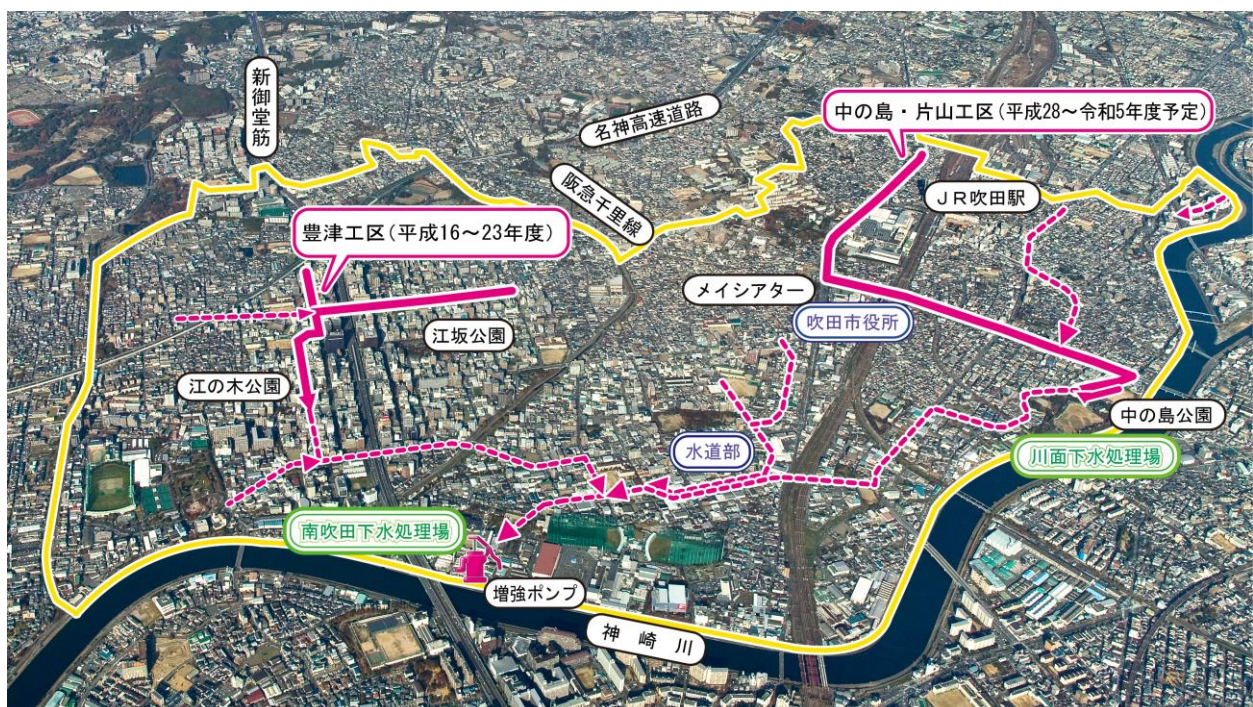 新御堂筋
名神高速道路
中の島・片山工区(平成28～令和5年度予定)
阪急千里線
JR吹田駅
豊津工区(平成16～23年度)
メイシアター
吹田市役所
江坂公園
江の木公園
中の島公園
水道部
川面下水処理場
南吹田下水処理場
増強ポンプ
神崎川